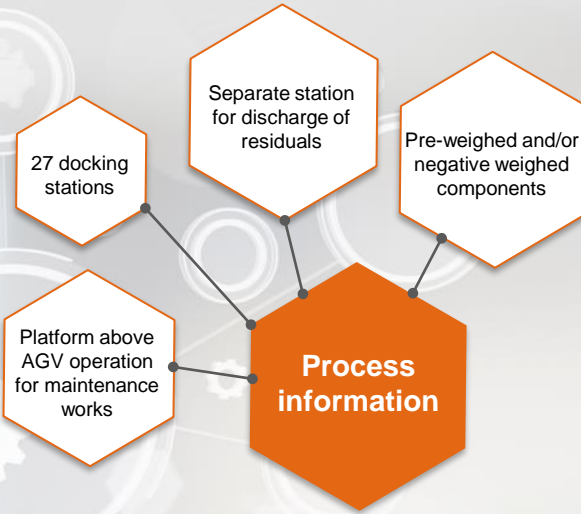 Separate station
for discharge of
residuals
Pre-weighed and/or
negative weighed
components
27 docking
stations
Platform above
AGV operation
for maintenance
works
Process
information